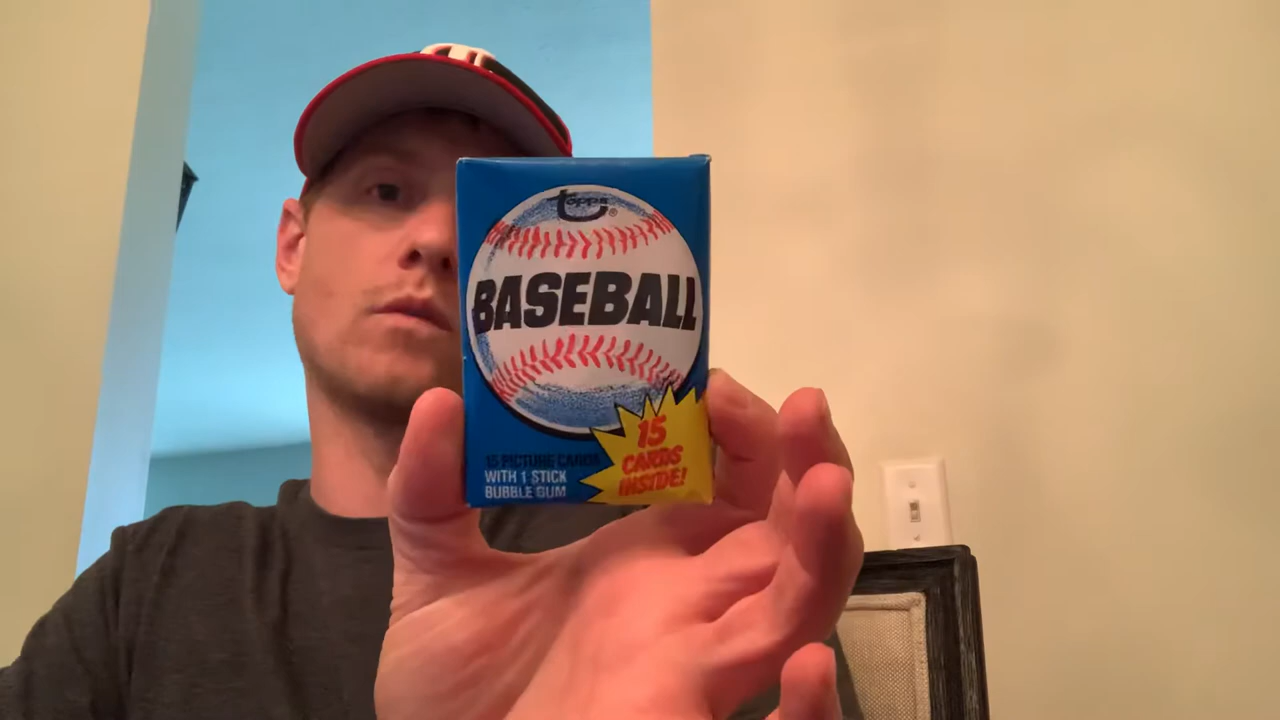 topps®
BASEBALL
15
CARDS
INSIDE!
15 PICTURE CARDS
WITH 1 STICK
BUBBLE GUM